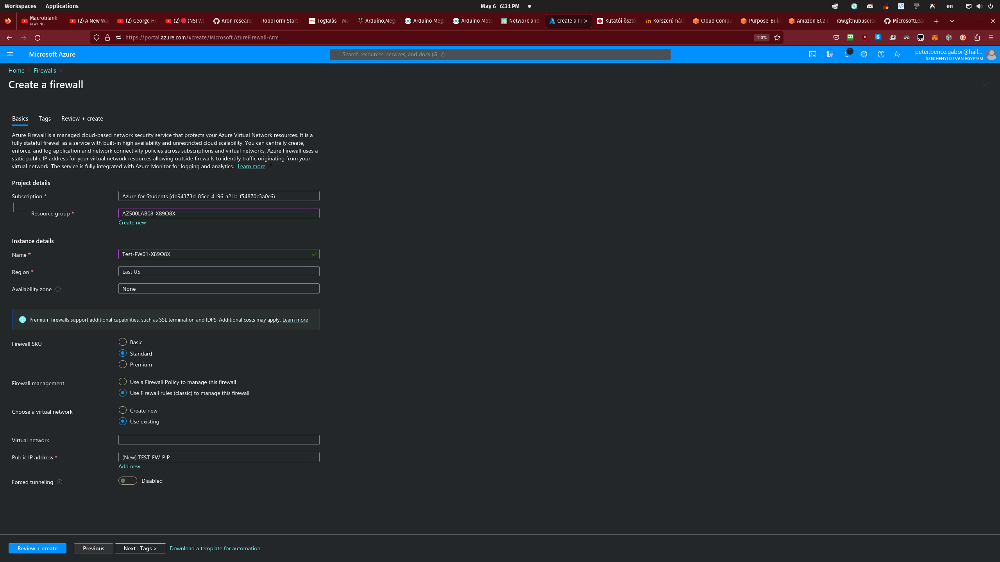 Workspaces Applications May 6 6:31 PM en
Macroblank -
PLAYING
(2) A New Wa
(2) George Ho
(2) 🔴 (NSFW)
Aron research
RoboForm Start
Foglalás – Ma
Arduino,Mega
Arduino Mega
Arduino Moto
Network and
Create a fir
Kutatói ösztö
Korszerű háló
Cloud Compu
Purpose-Buil
Amazon EC2
raw.githubuserco
MicrosoftLear
https://portal.azure.com/#create/Microsoft.AzureFirewall-Arm 110%
Microsoft Azure
Search resources, services, and docs (G+/)
1
peter.bence.gabor@hall...
SZÉCHENYI ISTVÁN EGYETEM
Home > Firewalls >
Create a firewall
Basics Tags Review + create
Azure Firewall is a managed cloud-based network security service that protects your Azure Virtual Network resources. It is a
fully stateful firewall as a service with built-in high availability and unrestricted cloud scalability. You can centrally create,
enforce, and log application and network connectivity policies across subscriptions and virtual networks. Azure Firewall uses a
static public IP address for your virtual network resources allowing outside firewalls to identify traffic originating from your
virtual network. The service is fully integrated with Azure Monitor for logging and analytics. Learn more
Project details
Subscription * Azure for Students (db94373d-85cc-4196-a21b-f54870c3a0c6)
Resource group * AZ500LAB08_X89O8X
Create new
Instance details
Name * Test-FW01-X89O8X
Region * East US
Availability zone None
Premium firewalls support additional capabilities, such as SSL termination and IDPS. Additional costs may apply. Learn more
Firewall SKU Basic
Standard
Premium
Firewall management Use a Firewall Policy to manage this firewall
Use Firewall rules (classic) to manage this firewall
Choose a virtual network Create new
Use existing
Virtual network
Public IP address * (New) TEST-FW-PIP
Add new
Forced tunneling Disabled
Review + create Previous Next : Tags > Download a template for automation